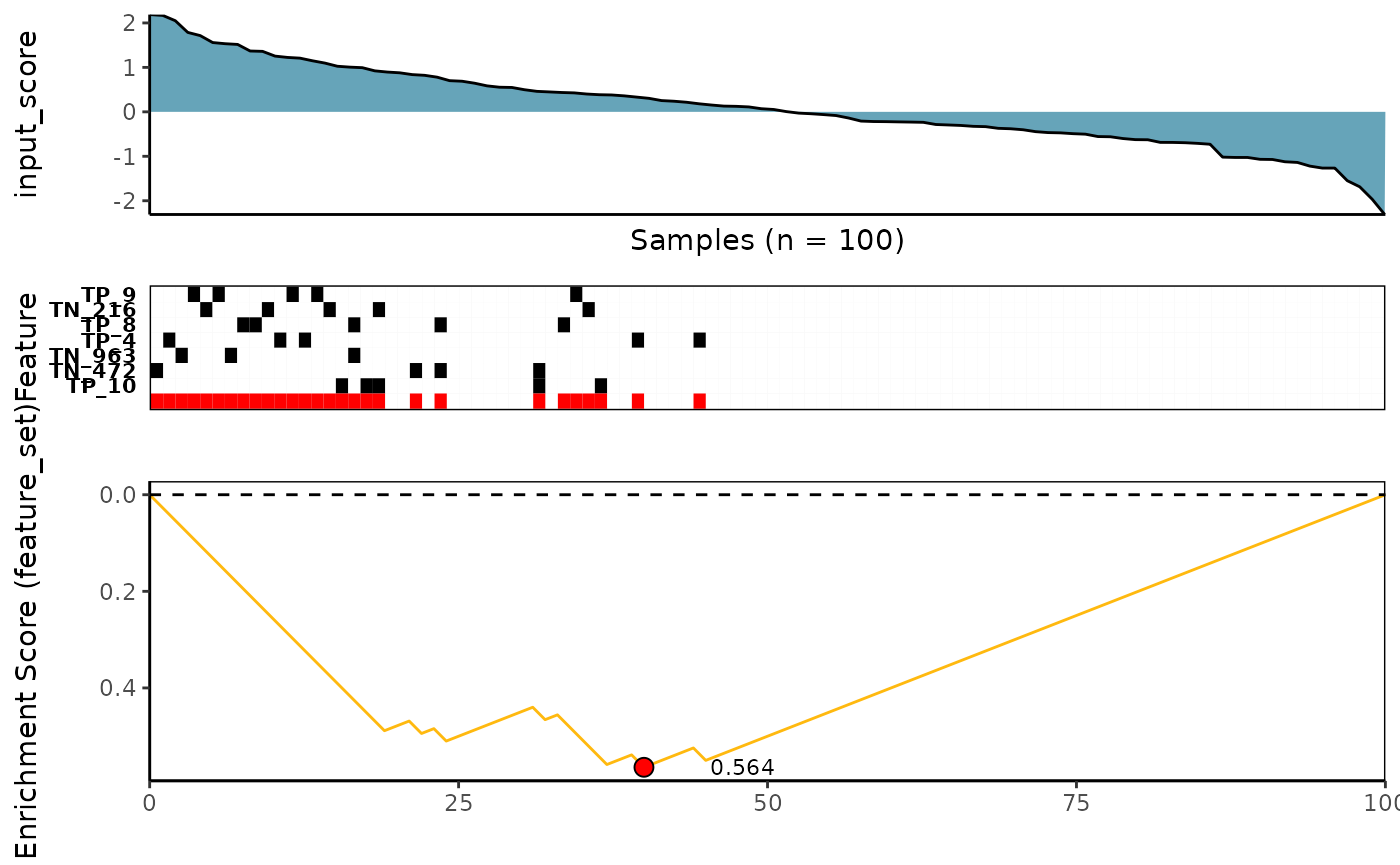 input_score
2
1
0
-1
-2
Samples (n = 100)
Feature
TP_9
TN_216
TP_8
TP_4
TN_963
TN_472
TP_10
Enrichment Score (feature_set)
0.0
0.2
0.4
0.564
0 25 50 75 100